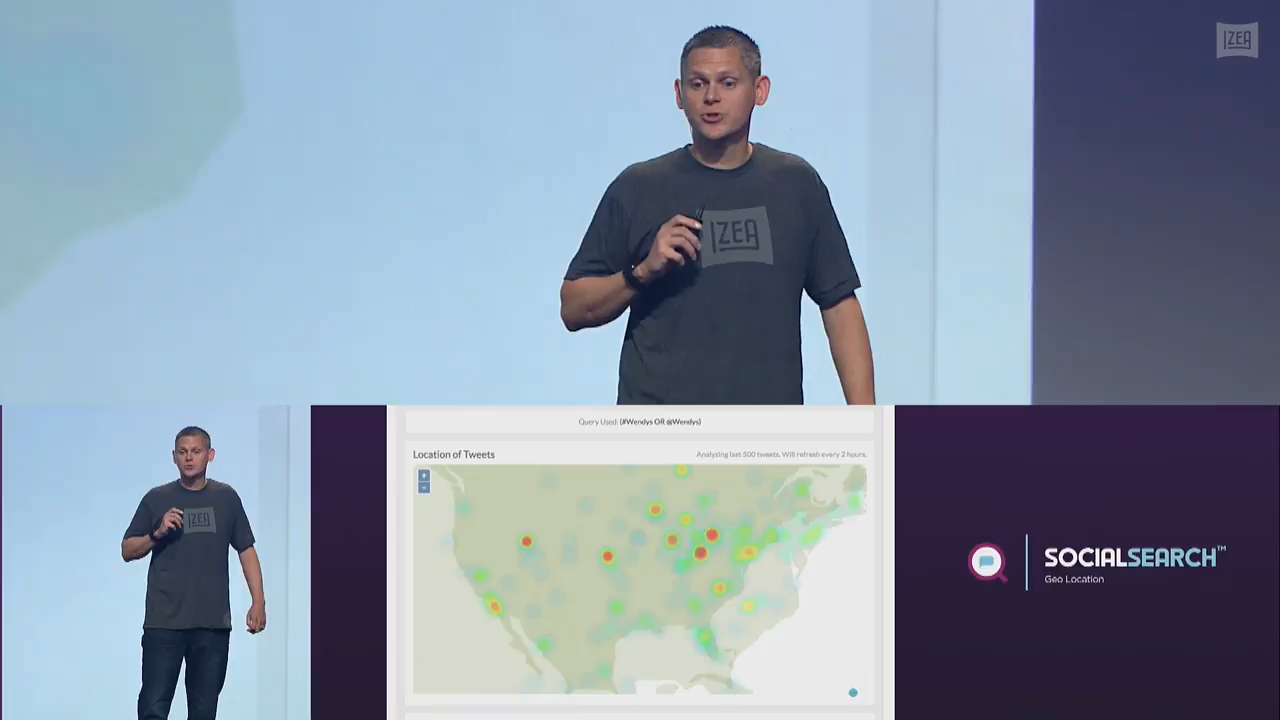 IZEA
IZEA
IZEA
Query Used: (#Wendys OR @Wendys)
Location of Tweets
Analyzing last 500 tweets. Will refresh every 2 hours.
+
-
SOCIALSEARCH™
Geo Location